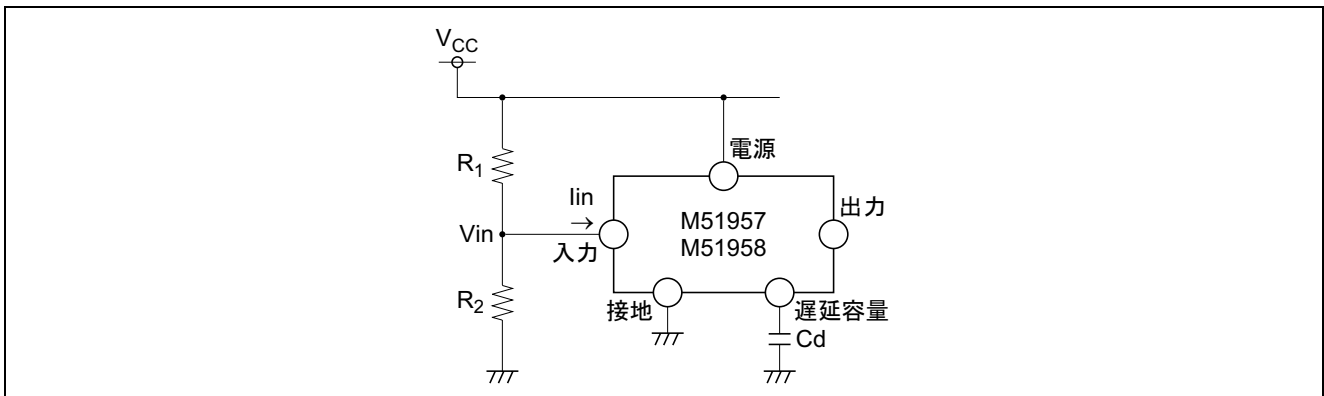 VCC
電源
R1
Iin
→
M51957
M51958
出力
Vin
入力
R2
接地
遅延容量
Cd